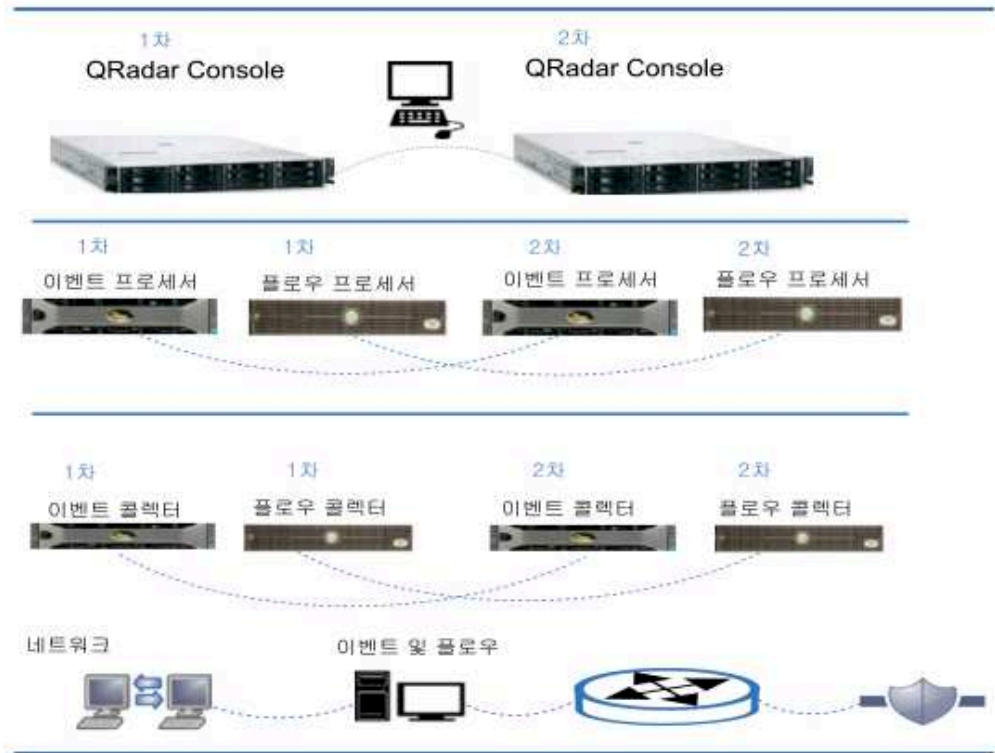 1차
QRadar Console
2차
QRadar Console
1차
이벤트 프로세서
1차
플로우 프로세서
2차
이벤트 프로세서
2차
플로우 프로세서
1차
이벤트 콜렉터
1차
플로우 콜렉터
2차
이벤트 콜렉터
2차
플로우 콜렉터
네트워크
이벤트 및 플로우